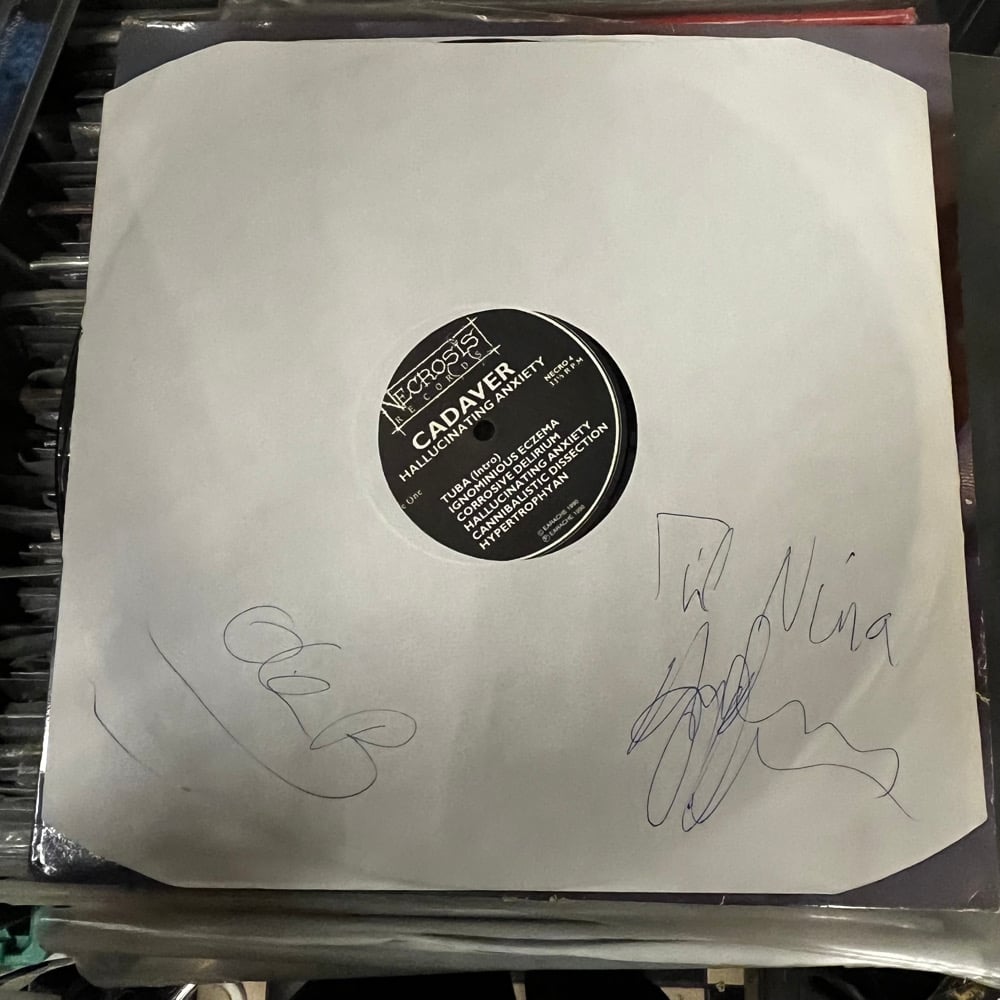 NECROSIS
RECORDS
CADAVER
HALLUCINATING ANXIETY
NECRO 4
33⅓ R.P.M
TUBA (Intro)
IGNOMINIOUS ECZEMA
CORROSIVE DELIRIUM
HALLUCINATING ANXIETY
CANNIBALISTIC DISSECTION
HYPERTROPHYAN
One
© EARACHE 1990
℗ EARACHE 1990
Til Nina